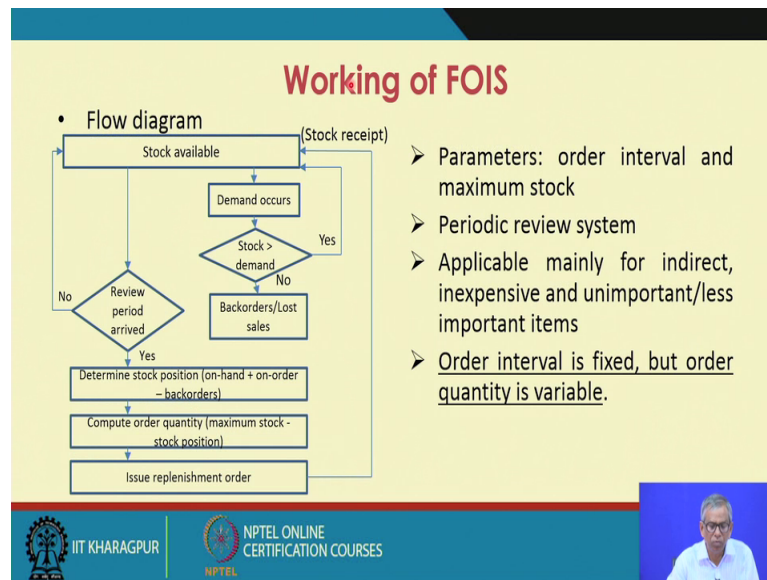 Working of FOIS
• Flow diagram
(Stock receipt)
Stock available
Demand occurs
Stock >
demand
Yes
No
Backorders/Lost
sales
No
Review
period
arrived
Yes
Determine stock position (on-hand + on-order
– backorders)
Compute order quantity (maximum stock -
stock position)
Issue replenishment order
➢ Parameters: order interval and
maximum stock
➢ Periodic review system
➢ Applicable mainly for indirect,
inexpensive and unimportant/less
important items
➢ Order interval is fixed, but order
quantity is variable.
IIT KHARAGPUR
NPTEL
NPTEL ONLINE
CERTIFICATION COURSES